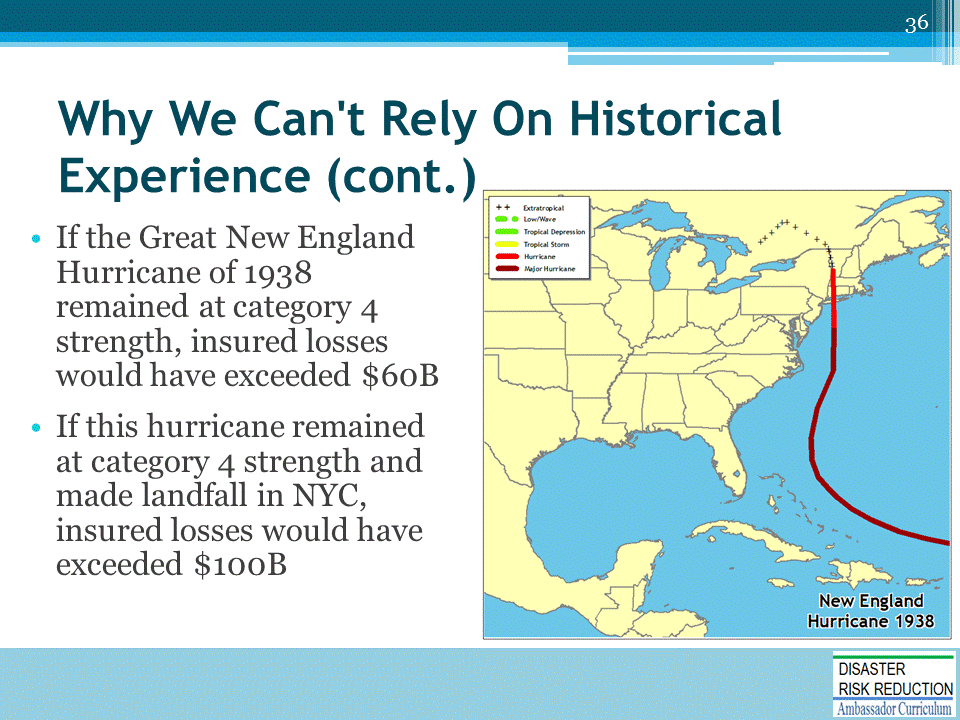 36
Why We Can't Rely On Historical
Experience (cont.)
• If the Great New England
Hurricane of 1938
remained at category 4
strength, insured losses
would have exceeded $60B
• If this hurricane remained
at category 4 strength and
made landfall in NYC,
insured losses would have
exceeded $100B
Extratropical
Low/Wave
Tropical Depression
Tropical Storm
Hurricane
Major Hurricane
New England
Hurricane 1938
DISASTER
RISK REDUCTION
Ambassador Curriculum